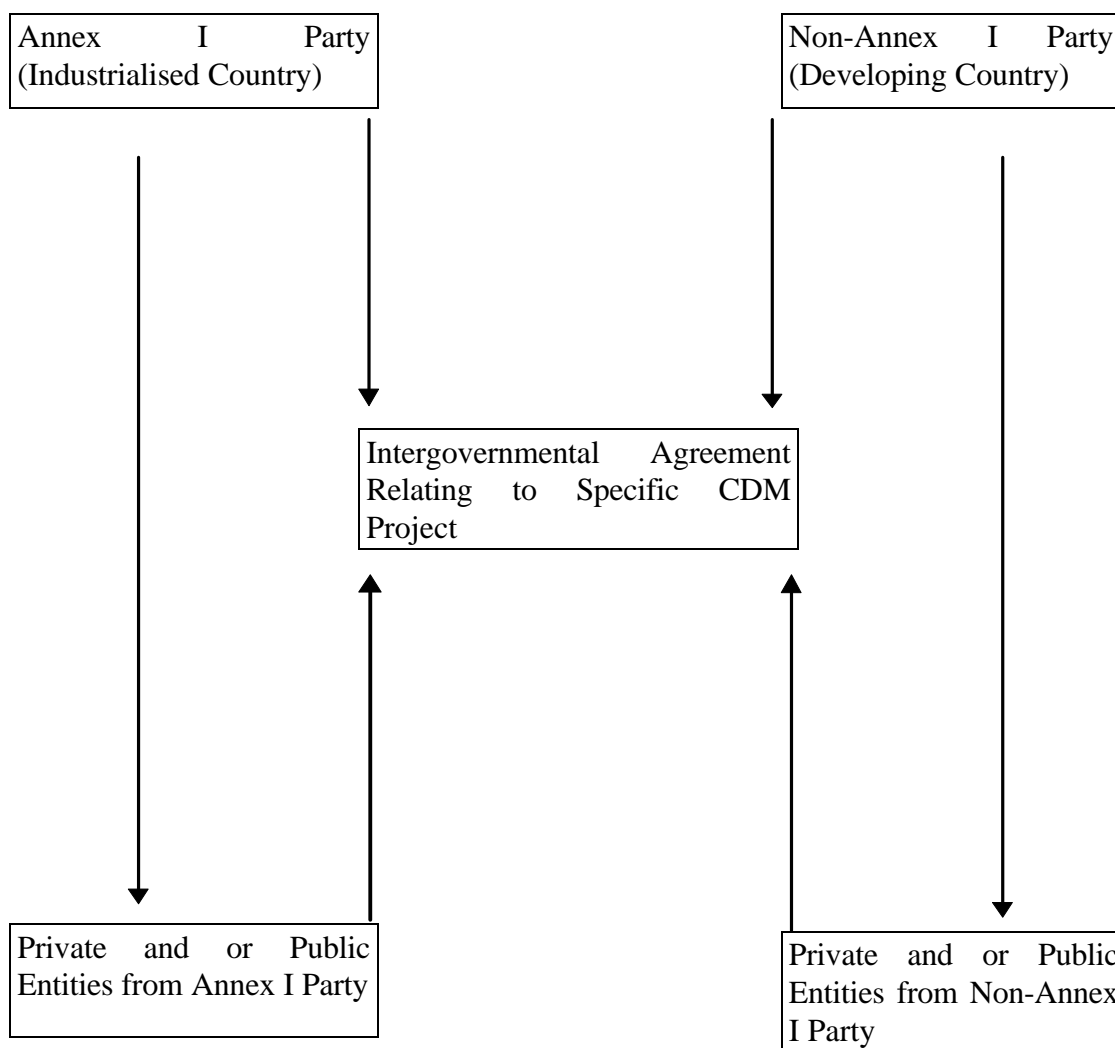 Annex I Party
(Industrialised Country)
Non-Annex I Party
(Developing Country)
Intergovernmental Agreement
Relating to Specific CDM
Project
Private and or Public
Entities from Annex I Party
Private and or Public
Entities from Non-Annex
I Party